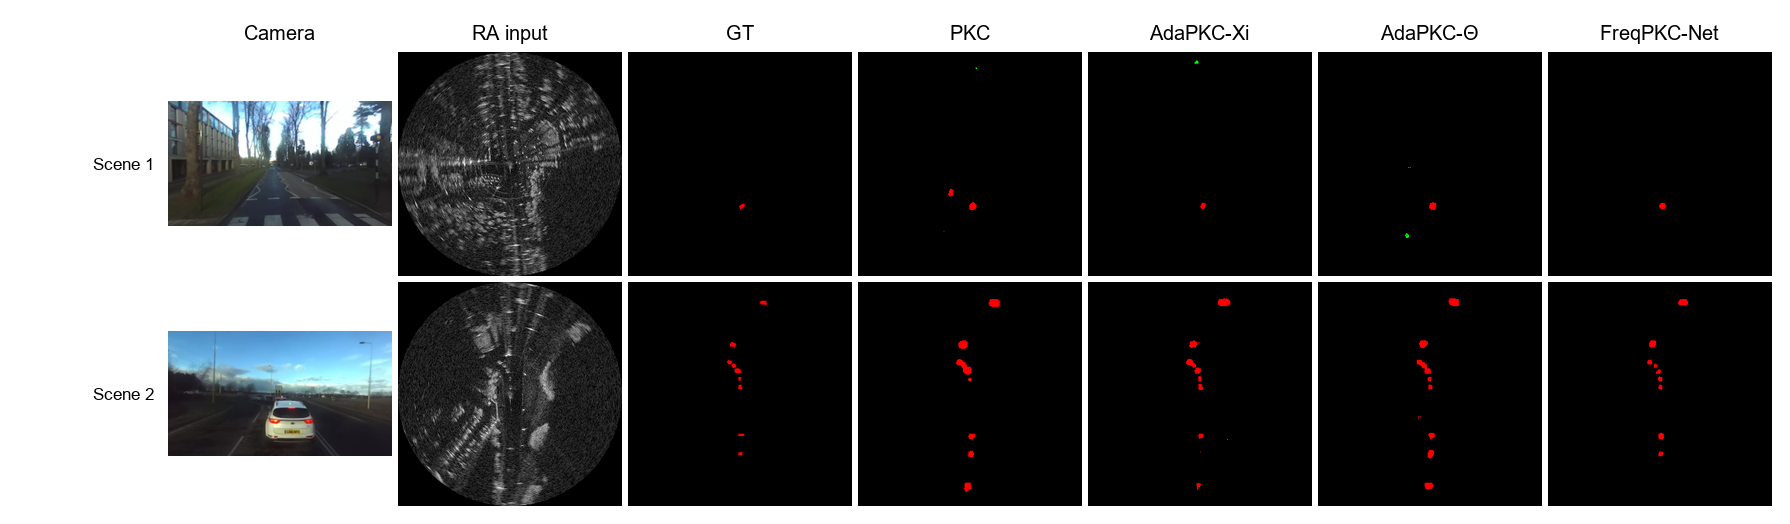 Camera RA input GT PKC AdaPKC-Xi AdaPKC-Θ FreqPKC-Net
Scene 1
Scene 2